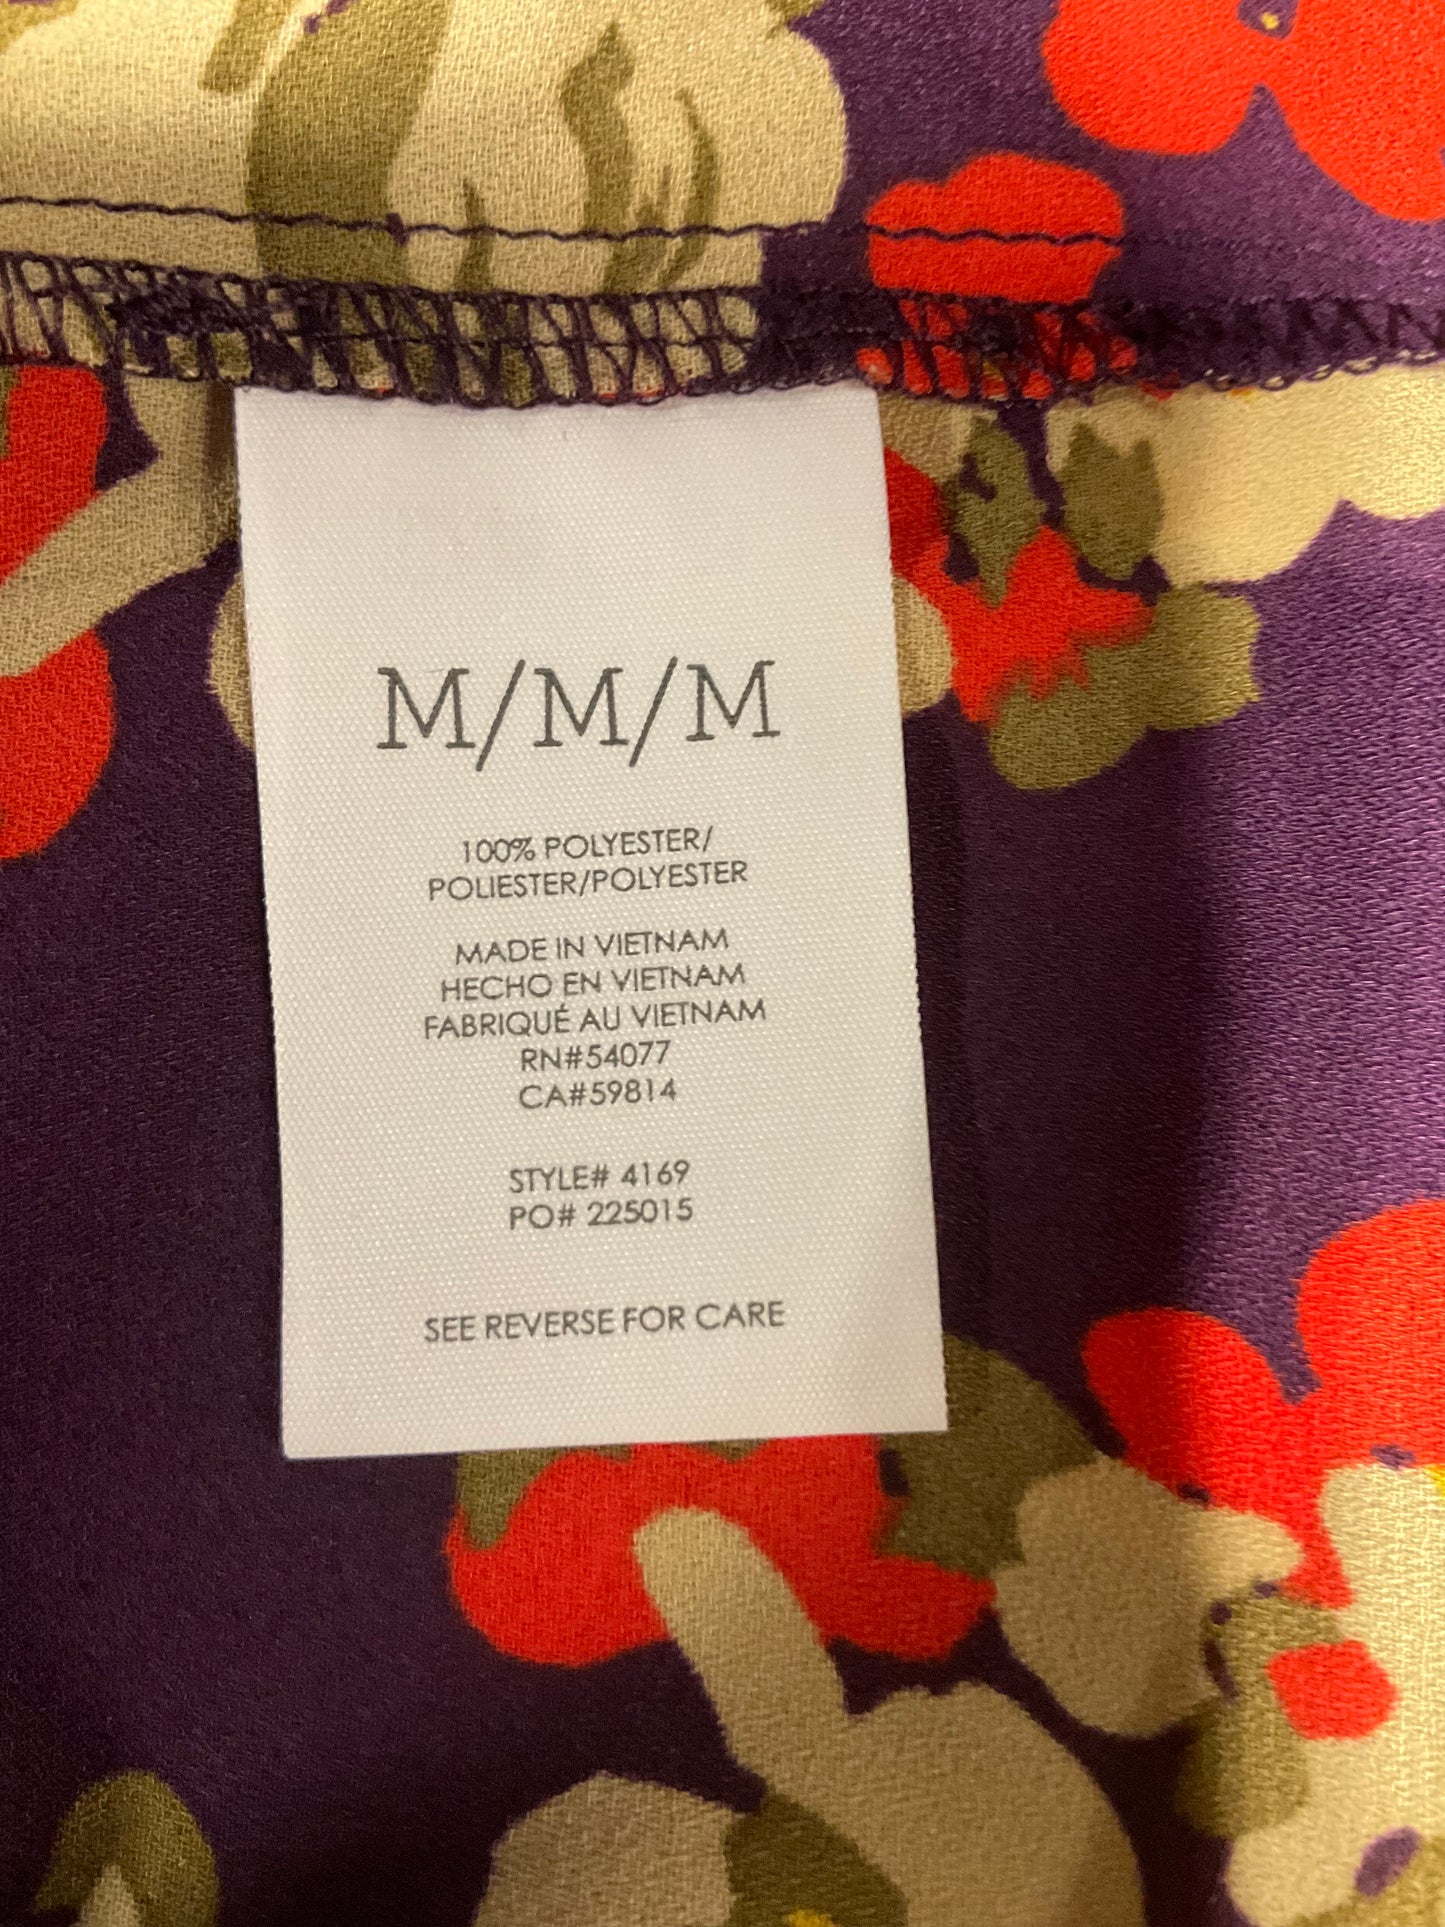 M/M/M
100% POLYESTER/
POLIESTER/POLYESTER
MADE IN VIETNAM
HECHO EN VIETNAM
FABRIQUÉ AU VIETNAM
RN#54077
CA#59814
STYLE# 4169
PO# 225015
SEE REVERSE FOR CARE